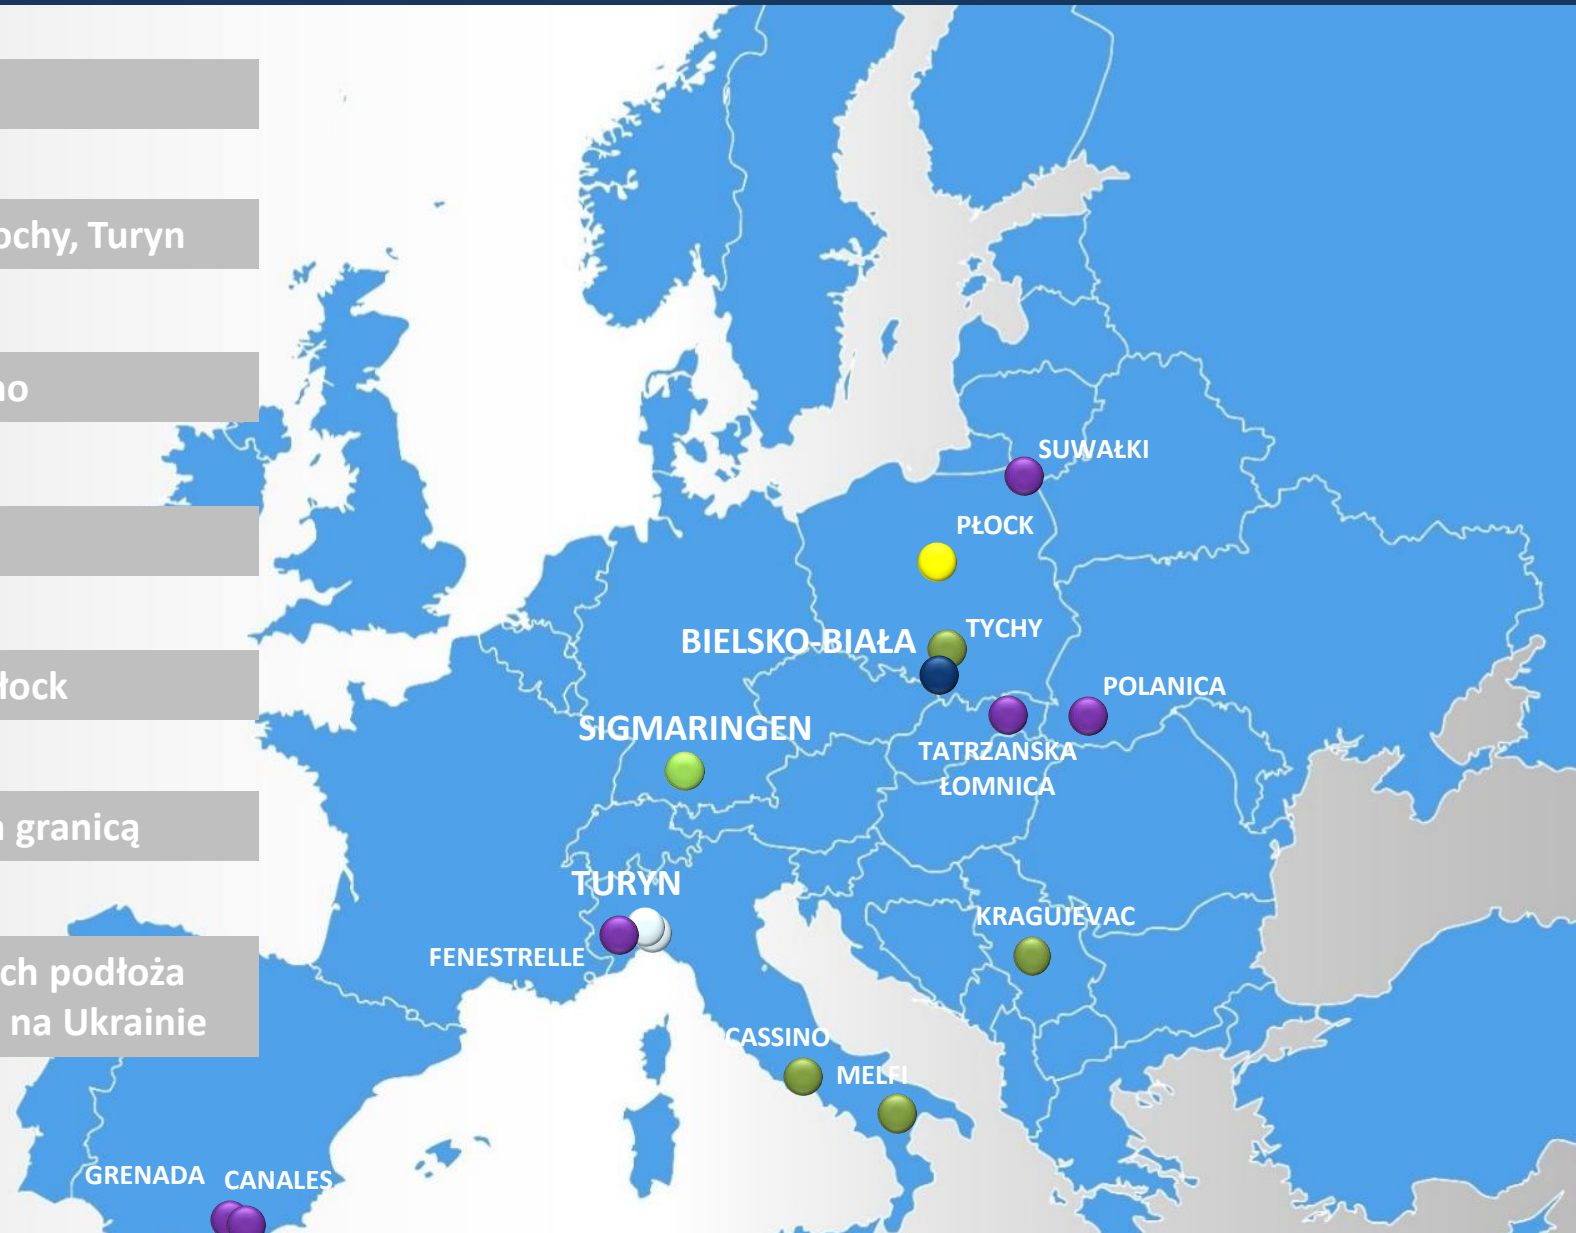 ochy, Turyn
no
łock
granicą
ch podłoża
na Ukrainie
SUWAŁKI
PŁOCK
TYCHY
BIELSKO-BIAŁA
POLANICA
SIGMARINGEN
TATRZANSKA
ŁOMNICA
TURYN
KRAGUJEVAC
FENESTRELLE
CASSINO
MELFI
GRENADA
CANALES